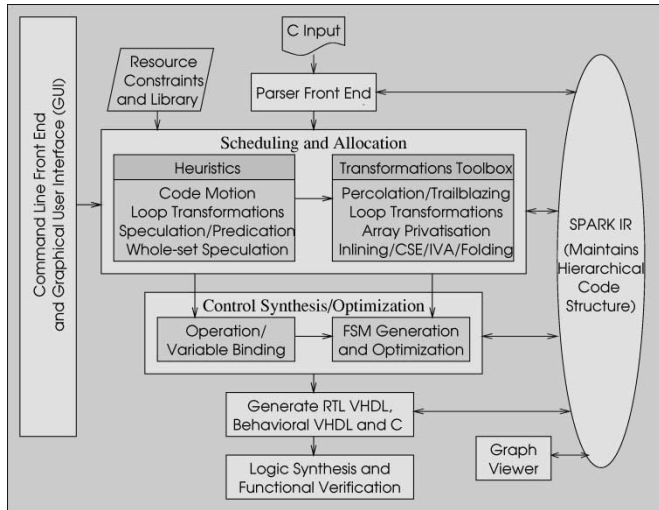 C Input
Resource
Constraints
and Library
Parser Front End
Command Line Front End
and Graphical User Interface (GUI)
Scheduling and Allocation
Heuristics
Code Motion
Loop Transformations
Speculation/Predication
Whole-set Speculation
Transformations Toolbox
Percolation/Trailblazing
Loop Transformations
Array Privatisation
Inlining/CSE/IVA/Folding
SPARK IR
(Maintains
Hierarchical
Code
Structure)
Control Synthesis/Optimization
Operation/
Variable Binding
FSM Generation
and Optimization
Generate RTL VHDL,
Behavioral VHDL and C
Graph
Viewer
Logic Synthesis and
Functional Verification